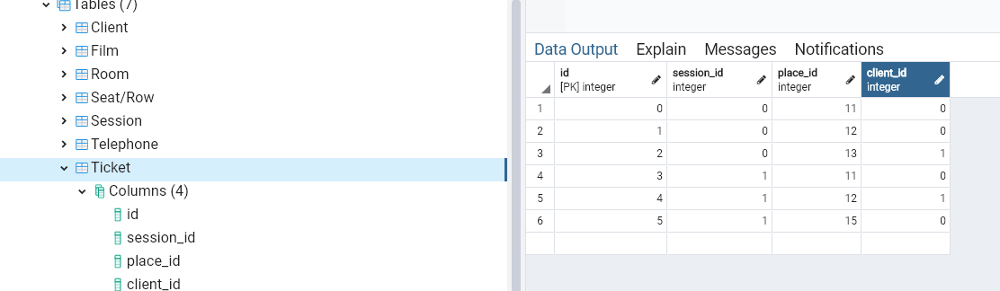 Tables (7)
Client
Film
Room
Seat/Row
Session
Telephone
Ticket
Columns (4)
id
session_id
place_id
client_id
Data Output Explain Messages Notifications
id session_id place_id client_id
[PK] integer integer integer integer
1 0 0 11 0
2 1 0 12 0
3 2 0 13 1
4 3 1 11 0
5 4 1 12 1
6 5 1 15 0